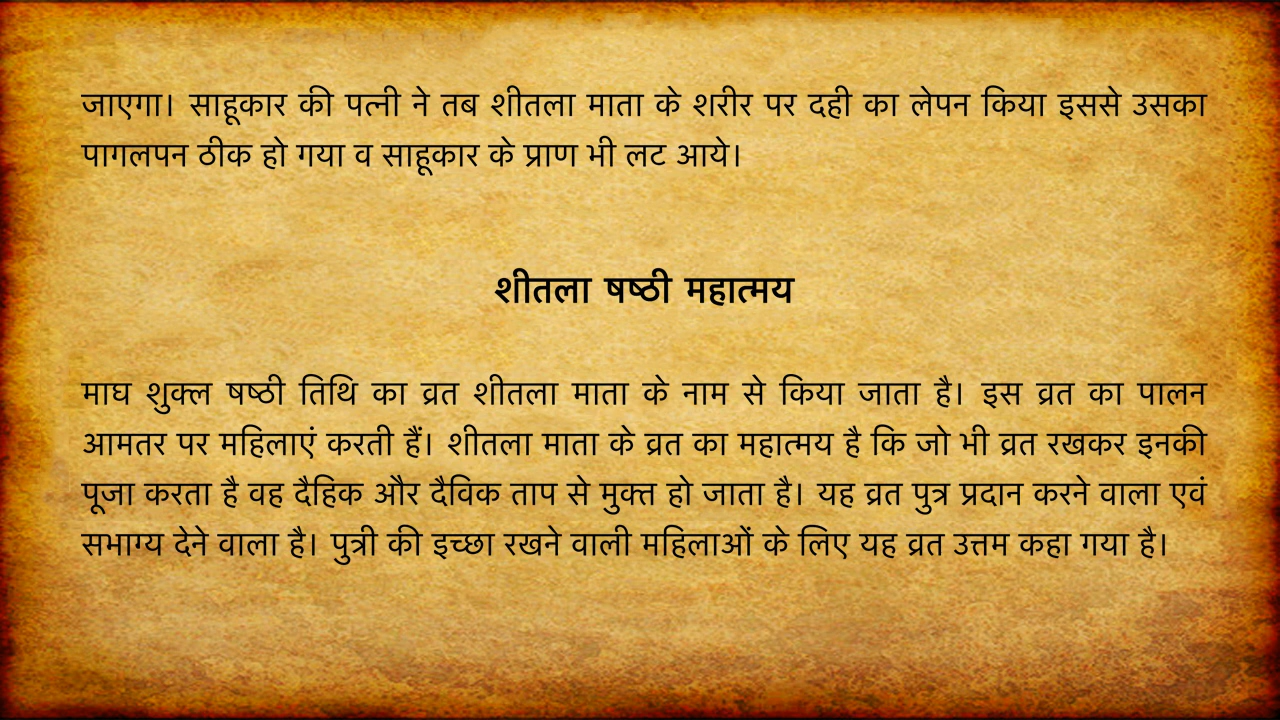 जाएगा। साहूकार की पत्नी ने तब शीतला माता के शरीर पर दही का लेपन किया इससे उसका
पागलपन ठीक हो गया व साहूकार के प्राण भी लट आये।
शीतला षष्ठी महात्मय
माघ शुक्ल षष्ठी तिथि का व्रत शीतला माता के नाम से किया जाता है। इस व्रत का पालन
आमतर पर महिलाएं करती हैं। शीतला माता के व्रत का महात्मय है कि जो भी व्रत रखकर इनकी
पूजा करता है वह दैहिक और दैविक ताप से मुक्त हो जाता है। यह व्रत पुत्र प्रदान करने वाला एवं
सभाग्य देने वाला है। पुत्री की इच्छा रखने वाली महिलाओं के लिए यह व्रत उत्तम कहा गया है।